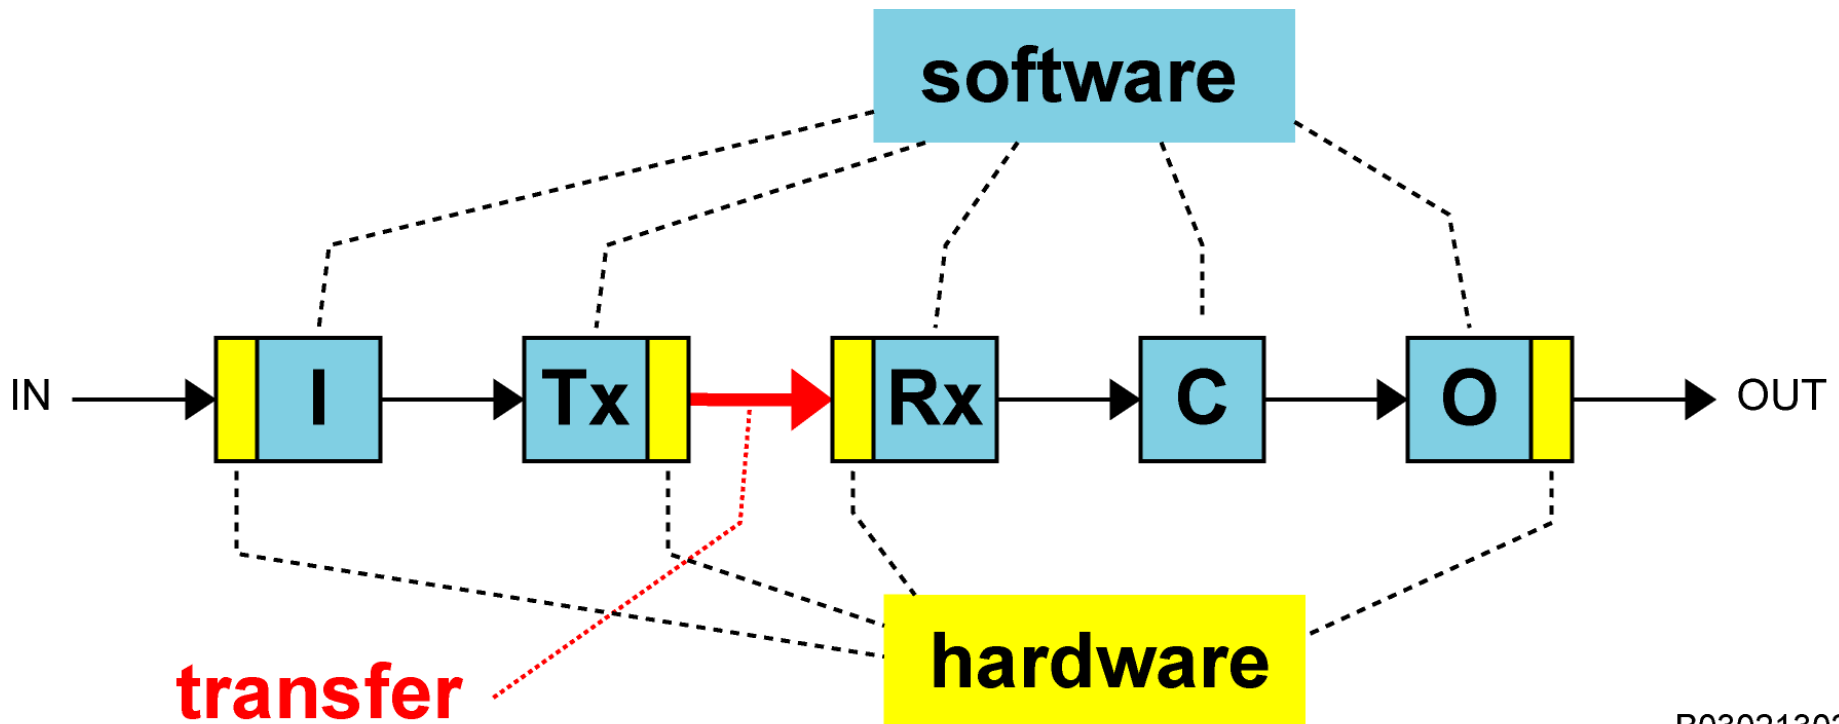 software
IN
I
Tx
Rx
C
O
OUT
hardware
transfer